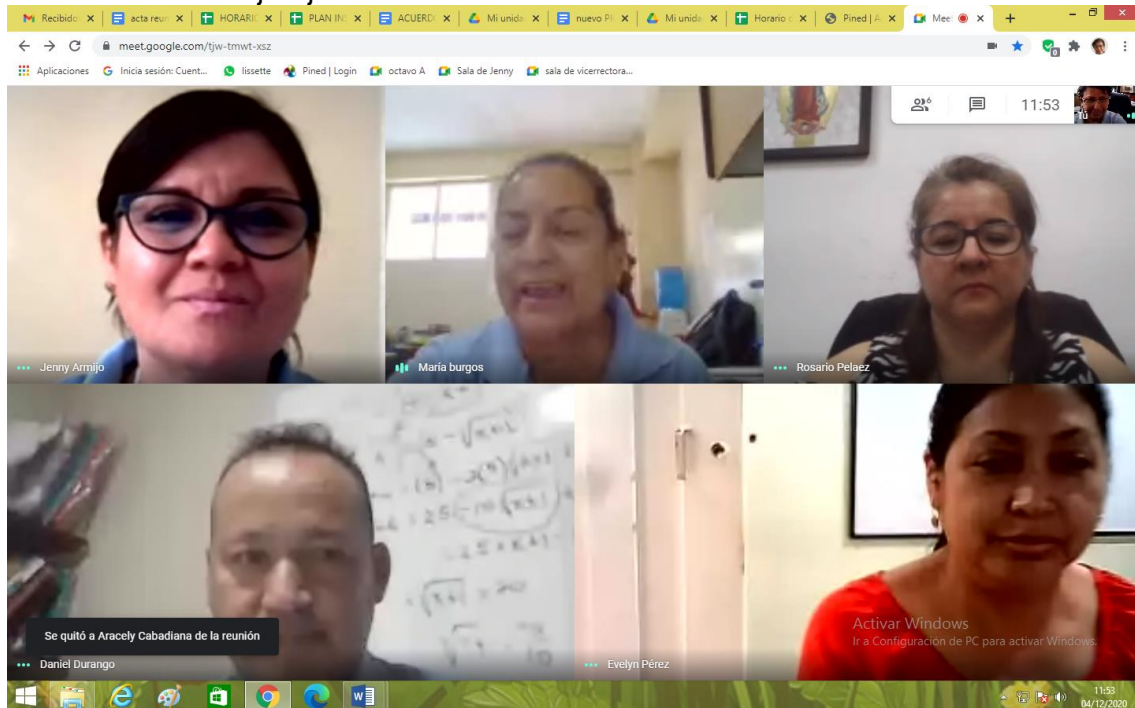 Recibido
acta reun
HORARIO
PLAN IN
ACUERD
Mi unida
nuevo Pl
Mi unida
Horario d
Pined | A
Mee
meet.google.com/tjw-tmwt-xsz
Aplicaciones
Inicia sesión: Cuent...
lissette
Pined | Login
octavo A
Sala de Jenny
sala de vicerrectora...
6
11:53
Tú
Jenny Armijo
María burgos
Rosario Pelaez
= 20
Se quitó a Aracely Cabadiana de la reunión
Activar Windows
Ir a Configuración de PC para activar Windows.
Daniel Durango
Evelyn Pérez
11:53
04/12/2020